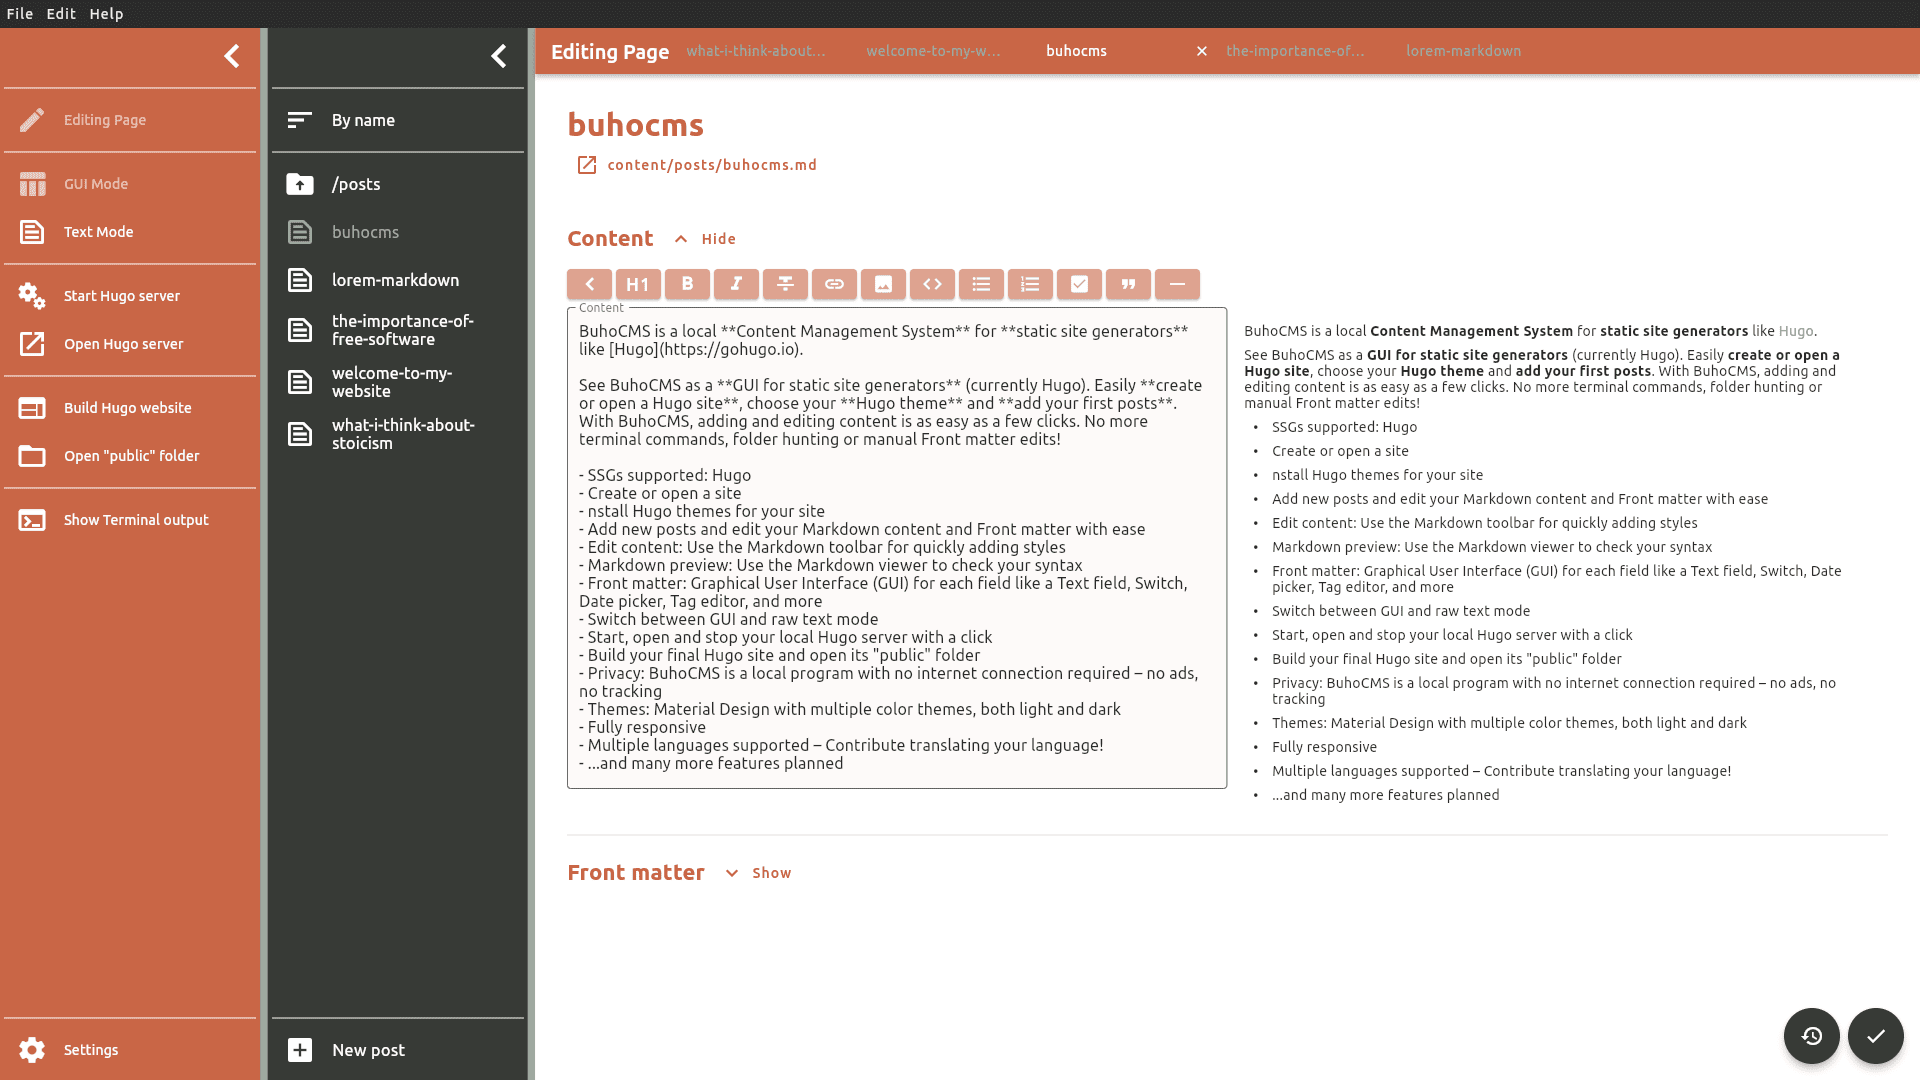 File Edit Help
Editing Page
GUI Mode
Text Mode
Start Hugo server
Open Hugo server
Build Hugo website
Open "public" folder
Show Terminal output
Settings
By name
/posts
buhocms
lorem-markdown
the-importance-of-
free-software
welcome-to-my-
website
what-i-think-about-
stoicism
New post
Editing Page what-i-think-about... welcome-to-my-w... buhocms the-importance-of... lorem-markdown
buhocms
content/posts/buhocms.md
Content Hide
H1 B I
Content
BuhoCMS is a local **Content Management System** for **static site generators**
like [Hugo](https://gohugo.io).
See BuhoCMS as a **GUI for static site generators** (currently Hugo). Easily **create
or open a Hugo site**, choose your **Hugo theme** and **add your first posts**.
With BuhoCMS, adding and editing content is as easy as a few clicks. No more
terminal commands, folder hunting or manual Front matter edits!
- SSGs supported: Hugo
- Create or open a site
- nstall Hugo themes for your site
- Add new posts and edit your Markdown content and Front matter with ease
- Edit content: Use the Markdown toolbar for quickly adding styles
- Markdown preview: Use the Markdown viewer to check your syntax
- Front matter: Graphical User Interface (GUI) for each field like a Text field, Switch,
Date picker, Tag editor, and more
- Switch between GUI and raw text mode
- Start, open and stop your local Hugo server with a click
- Build your final Hugo site and open its "public" folder
- Privacy: BuhoCMS is a local program with no internet connection required – no ads,
no tracking
- Themes: Material Design with multiple color themes, both light and dark
- Fully responsive
- Multiple languages supported – Contribute translating your language!
- ...and many more features planned
BuhoCMS is a local Content Management System for static site generators like Hugo.
See BuhoCMS as a GUI for static site generators (currently Hugo). Easily create or open a
Hugo site, choose your Hugo theme and add your first posts. With BuhoCMS, adding and
editing content is as easy as a few clicks. No more terminal commands, folder hunting or
manual Front matter edits!
• SSGs supported: Hugo
• Create or open a site
• nstall Hugo themes for your site
• Add new posts and edit your Markdown content and Front matter with ease
• Edit content: Use the Markdown toolbar for quickly adding styles
• Markdown preview: Use the Markdown viewer to check your syntax
• Front matter: Graphical User Interface (GUI) for each field like a Text field, Switch, Date
picker, Tag editor, and more
• Switch between GUI and raw text mode
• Start, open and stop your local Hugo server with a click
• Build your final Hugo site and open its "public" folder
• Privacy: BuhoCMS is a local program with no internet connection required – no ads, no
tracking
• Themes: Material Design with multiple color themes, both light and dark
• Fully responsive
• Multiple languages supported – Contribute translating your language!
• ...and many more features planned
Front matter Show